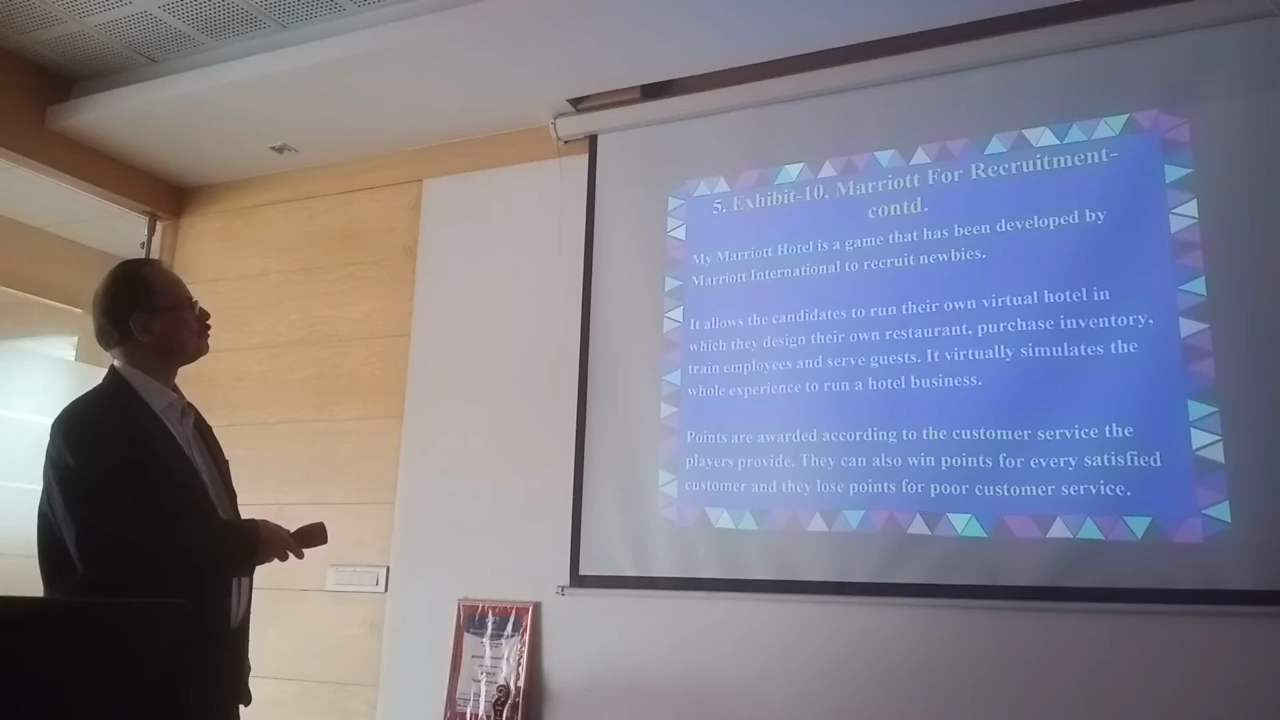 5. Exhibit-10. Marriott For Recruitment-
contd.
My Marriott Hotel is a game that has been developed by
Marriott International to recruit newbies.
It allows the candidates to run their own virtual hotel in
which they design their own restaurant, purchase inventory,
train employees and serve guests. It virtually simulates the
whole experience to run a hotel business.
Points are awarded according to the customer service the
players provide. They can also win points for every satisfied
customer and they lose points for poor customer service.